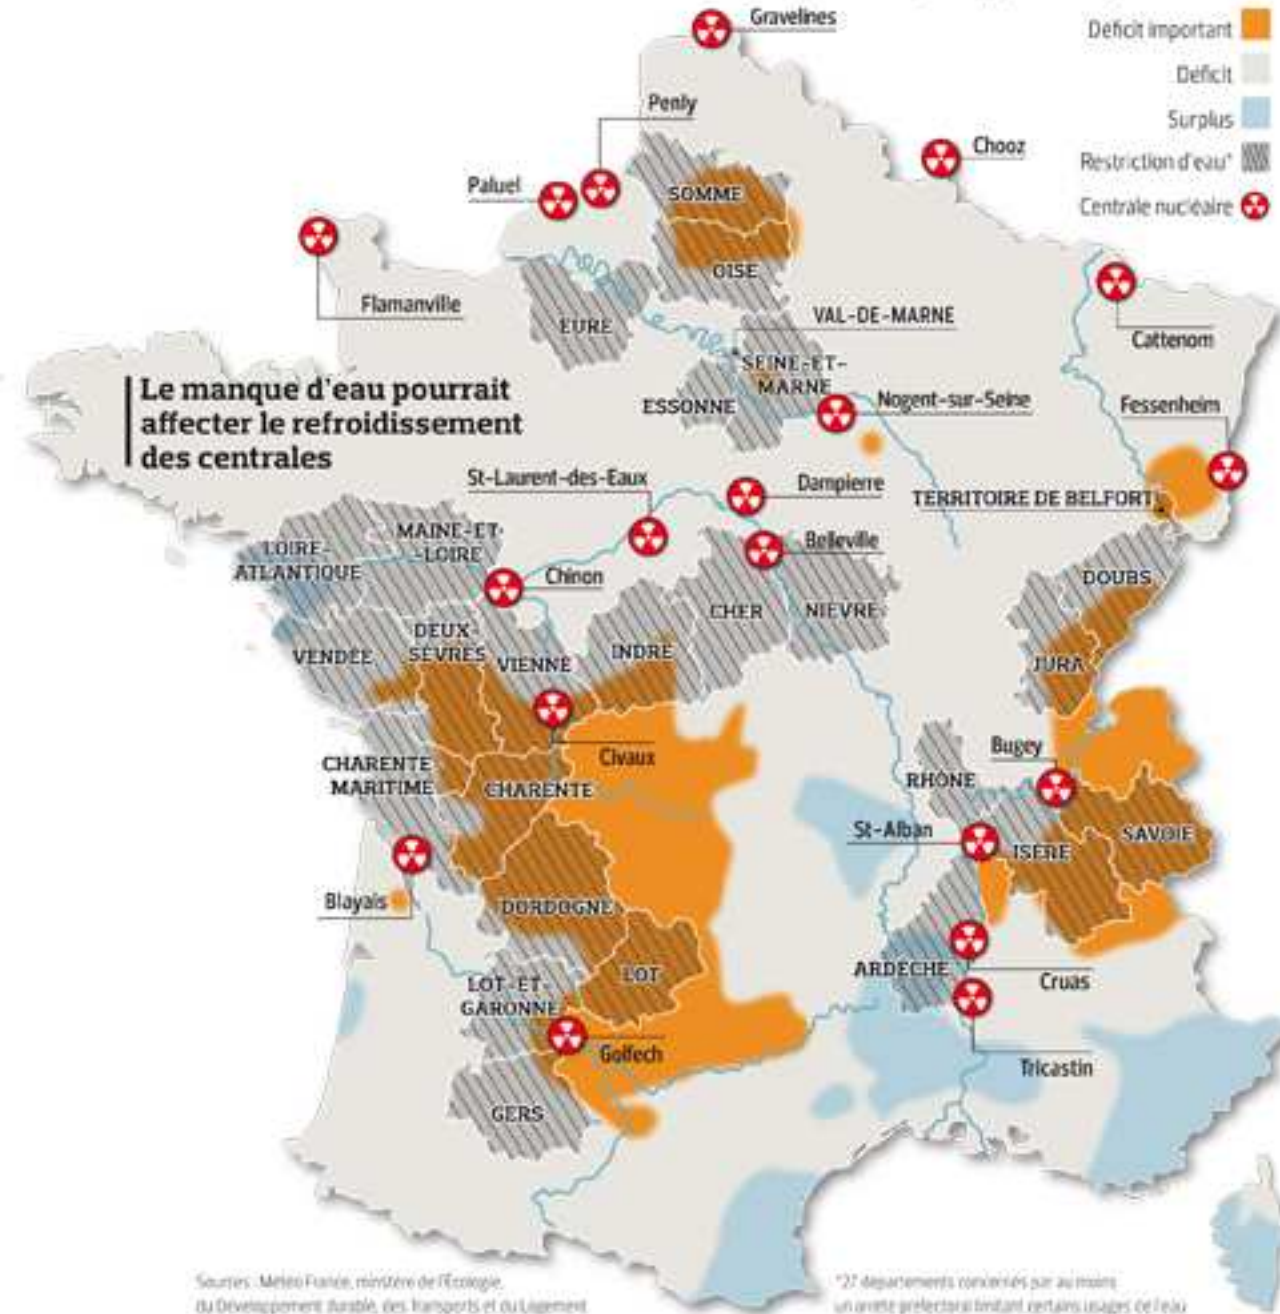 Gravelines
Déficit important
Déficit
Surplus
Restriction d'eau*
Centrale nucléaire
Penly
Chooz
Paluel
SOMME
OISE
Flamanville
EURE
VAL-DE-MARNE
Cattenom
SEINE-ET-
MARNE
ESSONNE
Nogent-sur-Seine
Fessenheim
Le manque d'eau pourrait
affecter le refroidissement
des centrales
St-Laurent-des-Eaux
Dampierre
TERRITOIRE DE BELFORT
MAINE-ET-
-LOIRE
LOIRE-
ATLANTIQUE
Belleville
Chinon
DOUBS
CHER
NIEVRE
DEUX-
SÈVRES
VENDÉE
VIENNE
INDRE
JURA
Civaux
Bugey
CHARENTE
MARITIME
CHARENTE
RHÔNE
St-Alban
ISÈRE
SAVOIE
Blayais
DORDOGNE
LOT
ARDECHE
Cruas
LOT-ET-
GARONNE
Golfech
Tricastin
GERS
Sources : Météo France, ministère de l'Écologie,
du Développement durable, des Transports et du Logement
*27 départements concernés par au moins
un arrêté préfectoral limitant certains usages de l'eau